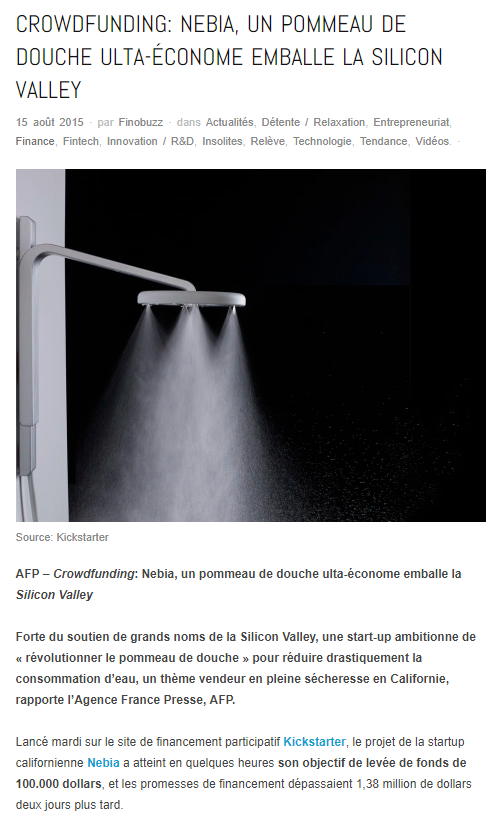 CROWDFUNDING: NEBIA, UN POMMEAU DE
DOUCHE ULTA-ÉCONOME EMBALLE LA SILICON
VALLEY
15 août 2015 · par Finobuzz · dans Actualités, Détente / Relaxation, Entrepreneuriat,
Finance, Fintech, Innovation / R&D, Insolites, Relève, Technologie, Tendance, Vidéos. ·
Source: Kickstarter
AFP – Crowdfunding: Nebia, un pommeau de douche ulta-économe emballe la
Silicon Valley
Forte du soutien de grands noms de la Silicon Valley, une start-up ambitionne de
« révolutionner le pommeau de douche » pour réduire drastiquement la
consommation d'eau, un thème vendeur en pleine sécheresse en Californie,
rapporte l'Agence France Presse, AFP.
Lancé mardi sur le site de financement participatif Kickstarter, le projet de la startup
californienne Nebia a atteint en quelques heures son objectif de levée de fonds de
100.000 dollars, et les promesses de financement dépassaient 1,38 million de dollars
deux jours plus tard.